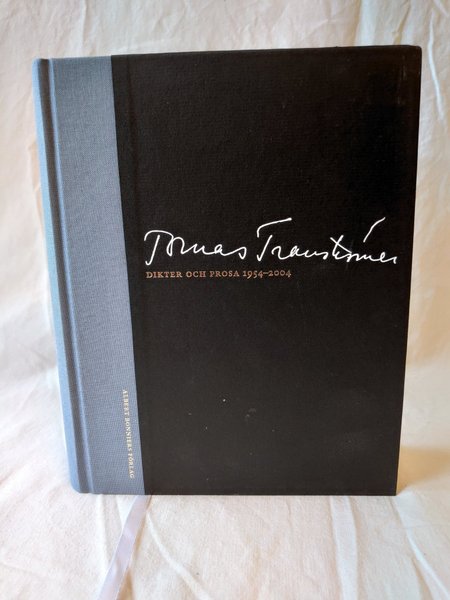 Tomas Tranströmer
DIKTER OCH PROSA 1954–2004
ALBERT BONNIERS FÖRLAG